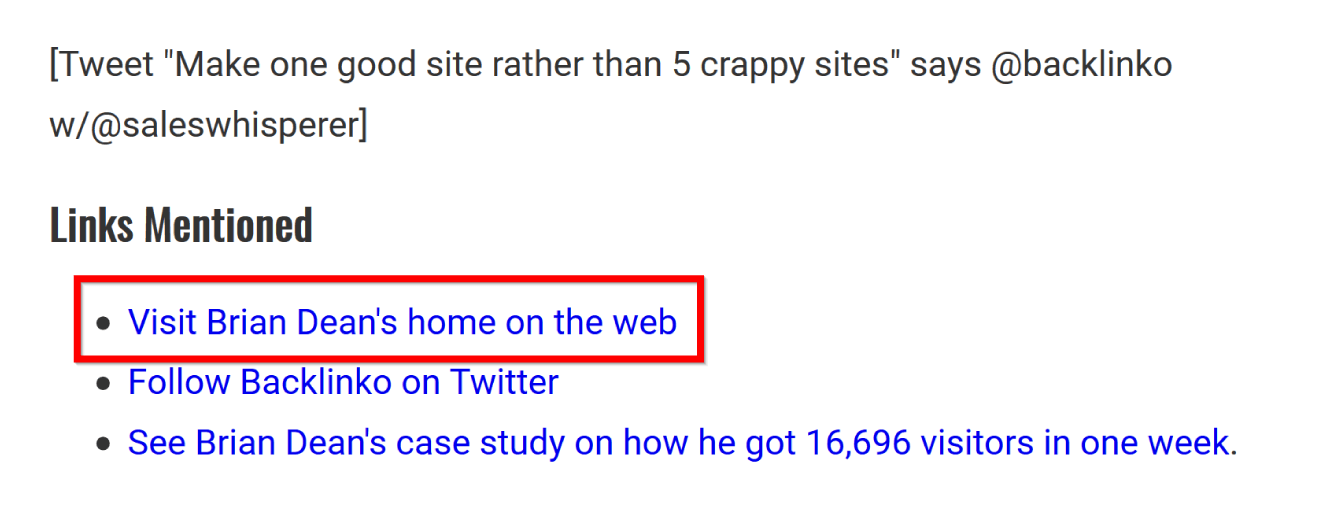 [Tweet "Make one good site rather than 5 crappy sites" says @backlinko
w/@saleswhisperer]
Links Mentioned
• Visit Brian Dean's home on the web
• Follow Backlinko on Twitter
• See Brian Dean's case study on how he got 16,696 visitors in one week.